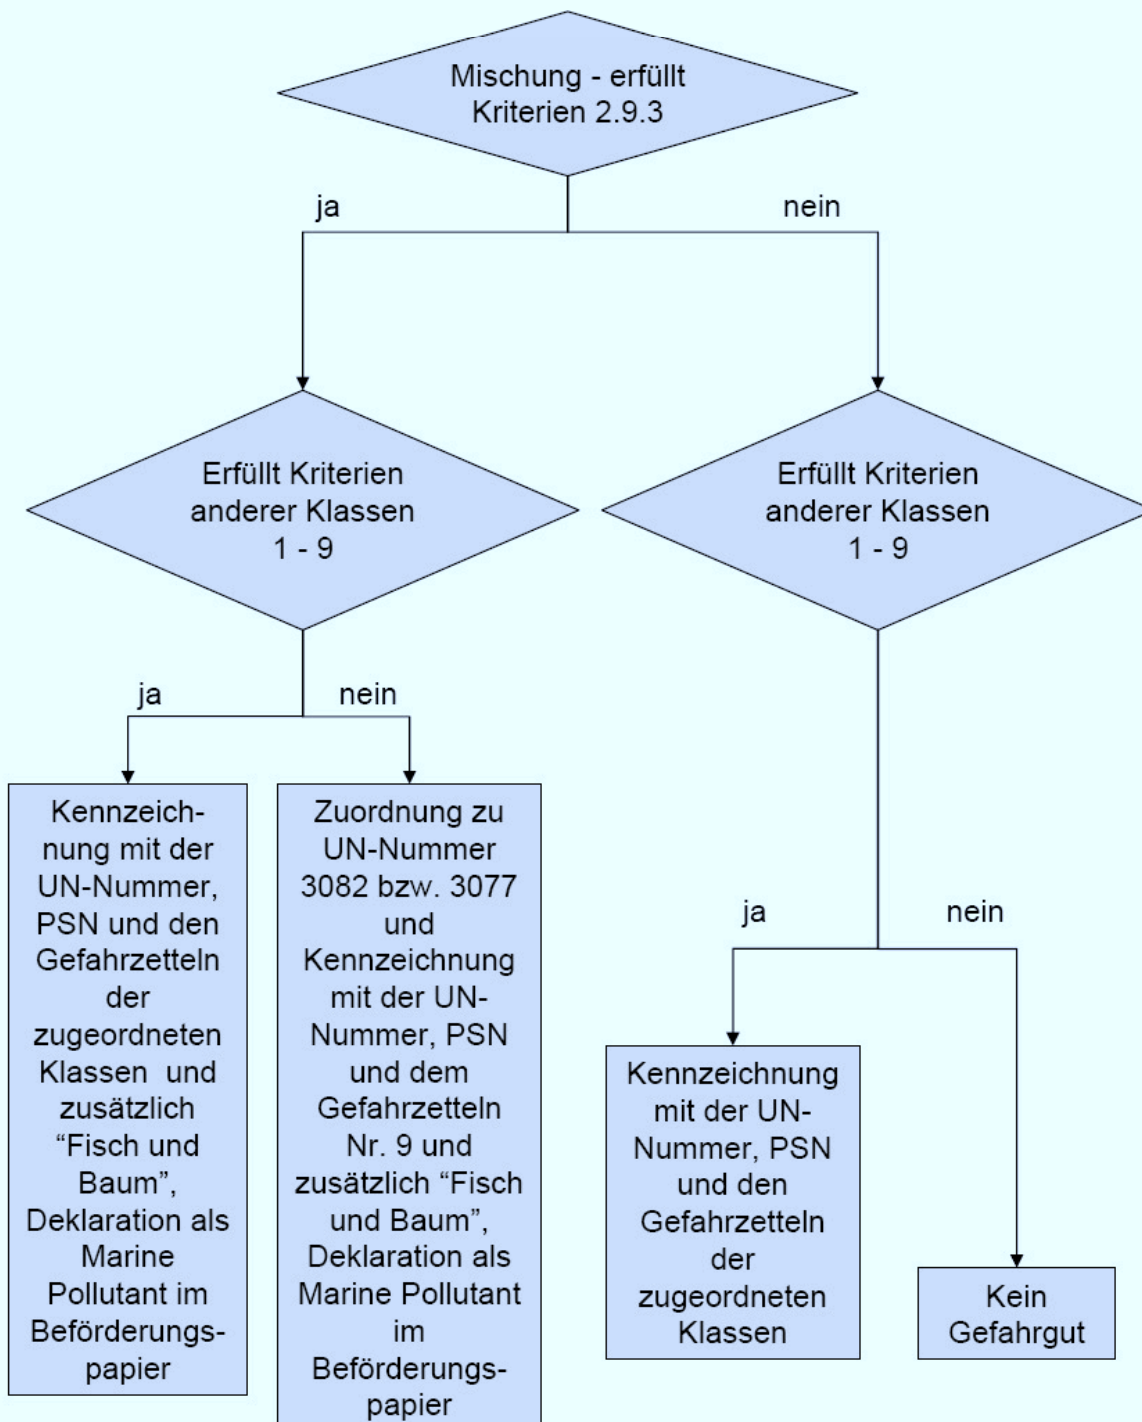 Mischung - erfüllt
Kriterien 2.9.3
ja
nein
Erfüllt Kriterien
anderer Klassen
1 - 9
Erfüllt Kriterien
anderer Klassen
1 - 9
ja
nein
Kennzeich-
nung mit der
UN-Nummer,
PSN und den
Gefahrzetteln
der
zugeordneten
Klassen und
zusätzlich
“Fisch und
Baum”,
Deklaration als
Marine
Pollutant im
Beförderungs-
papier
Zuordnung zu
UN-Nummer
3082 bzw. 3077
und
Kennzeichnung
mit der UN-
Nummer, PSN
und dem
Gefahrzetteln
Nr. 9 und
zusätzlich “Fisch
und Baum”,
Deklaration als
Marine Pollutant
im
Beförderungs-
papier
ja
nein
Kennzeichnung
mit der UN-
Nummer, PSN
und den
Gefahrzetteln
der
zugeordneten
Klassen
Kein
Gefahrgut